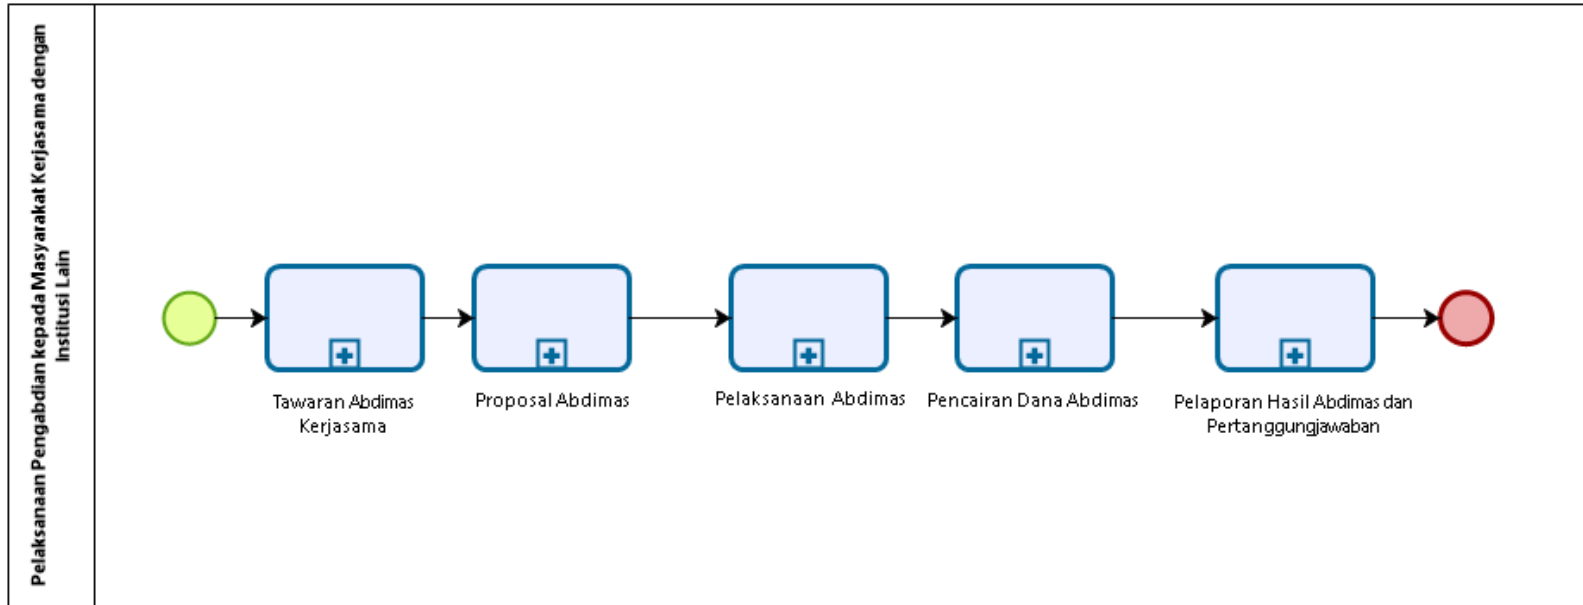 Pelaksanaan Pengabdian kepada Masyarakat Kerjasama dengan
Institusi Lain
Tawaran Abdimas
Kerjasama
Proposal Abdimas
Pelaksanaan Abdimas
Pencairan Dana Abdimas
Pelaporan Hasil Abdimas dan
Pertanggungjawaban